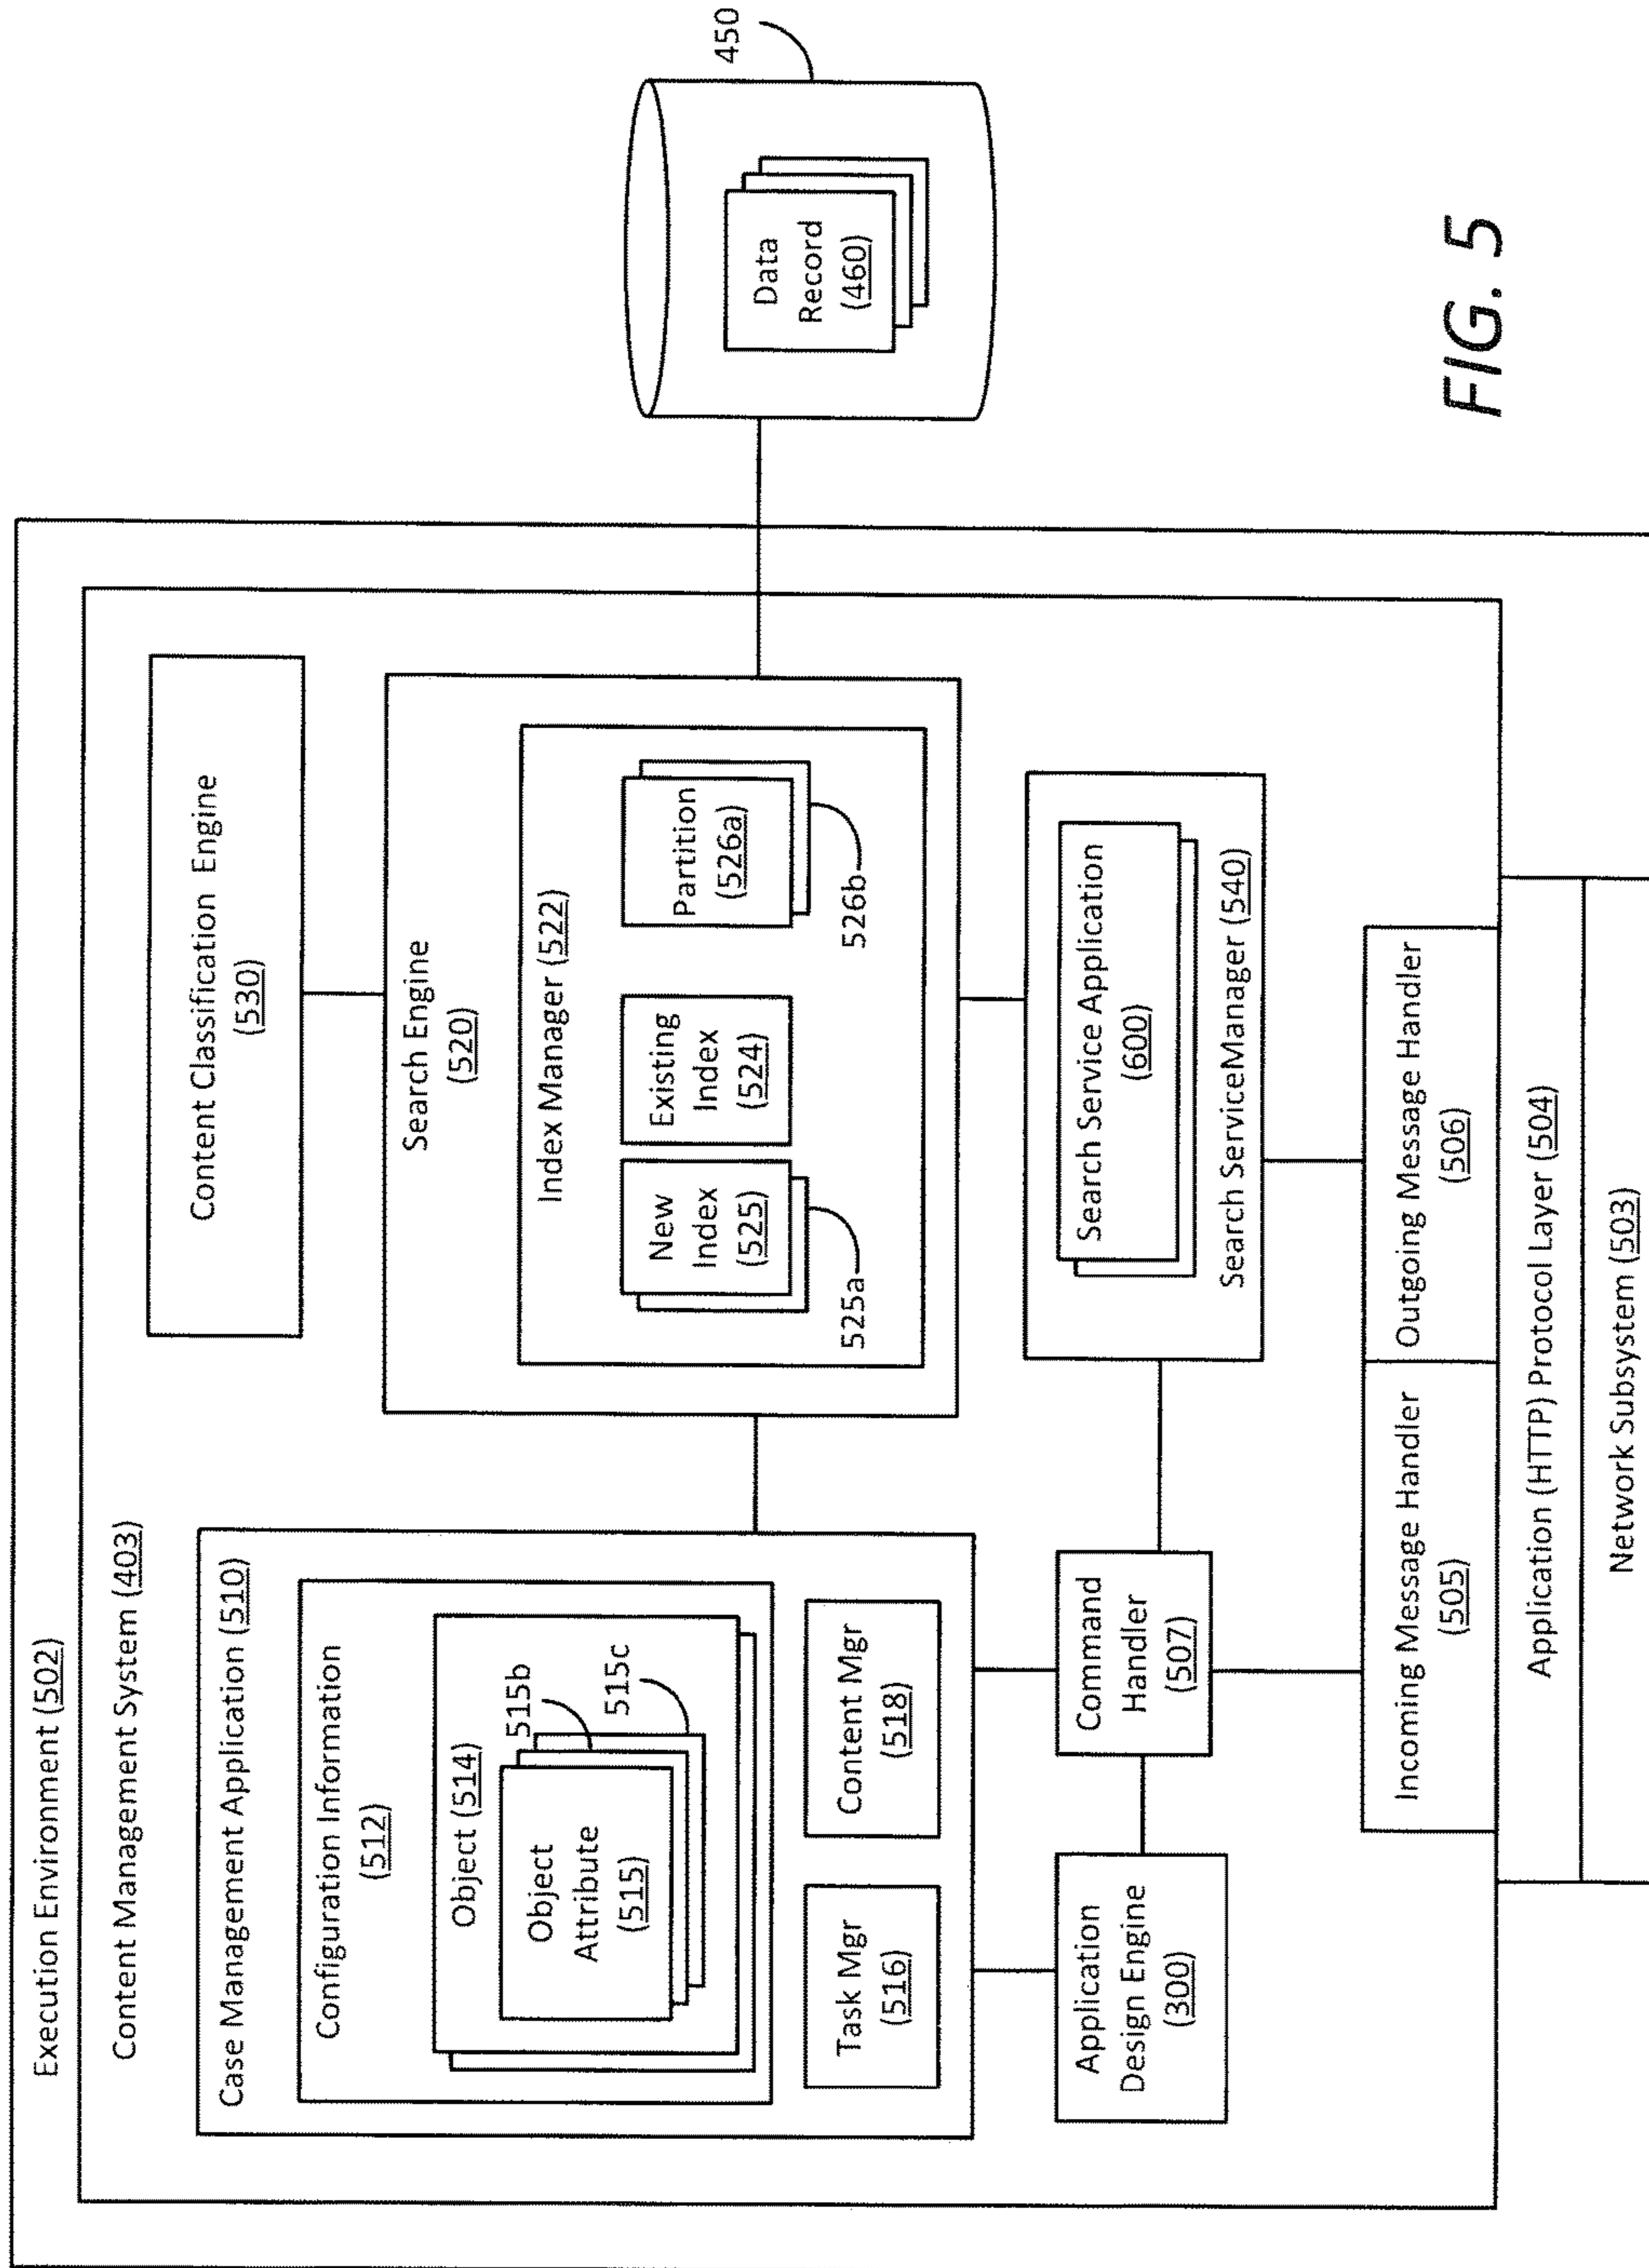 Execution Environment (502)
Content Management System (403)
Case Management Application (510)
Configuration Information
(512)
Object (514)
515b
515c
Object
Attribute
(515)
Task Mgr
(516)
Content Mgr
(518)
Application
Design Engine
(300)
Command
Handler
(507)
Content Classification Engine
(530)
Search Engine
(520)
Index Manager (522)
New
Index
(525)
525a
Existing
Index
(524)
Partition
(526a)
526b
Search Service Application
(600)
Search ServiceManager (540)
Incoming Message Handler
(505)
Outgoing Message Handler
(506)
Application (HTTP) Protocol Layer (504)
Network Subsystem (503)
450
Data
Record
(460)
FIG. 5